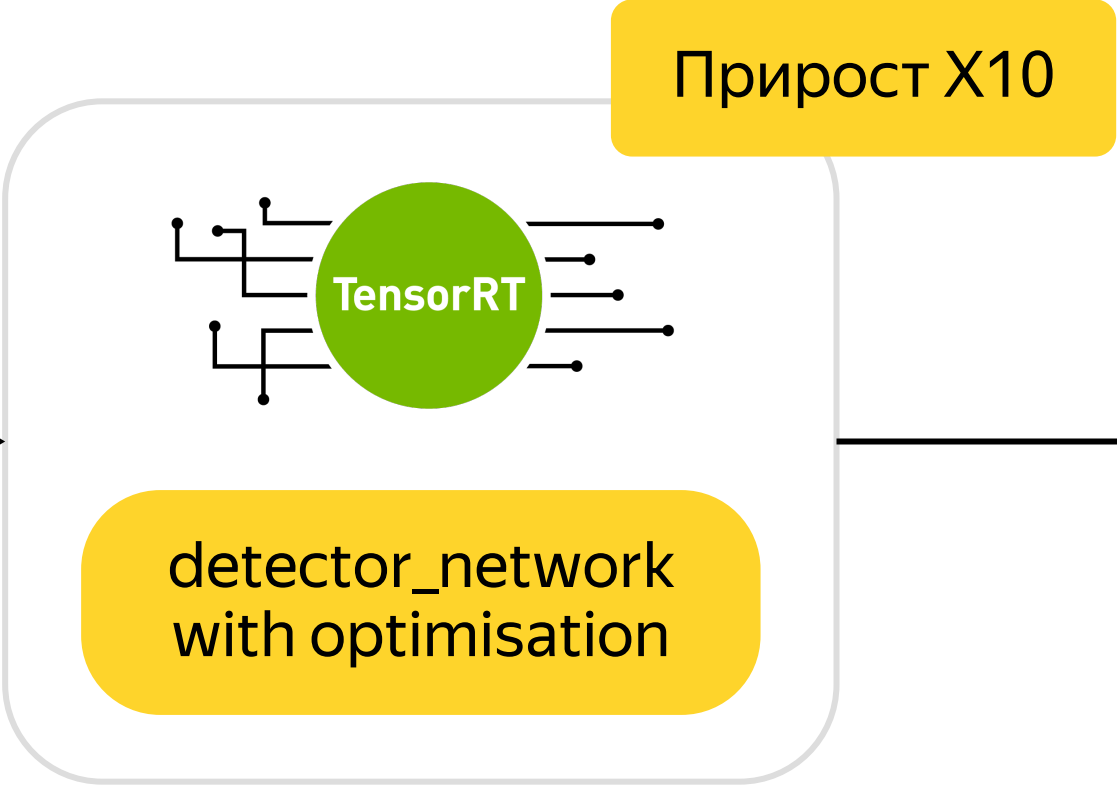 Прирост X10
TensorRT
detector_network
with optimisation